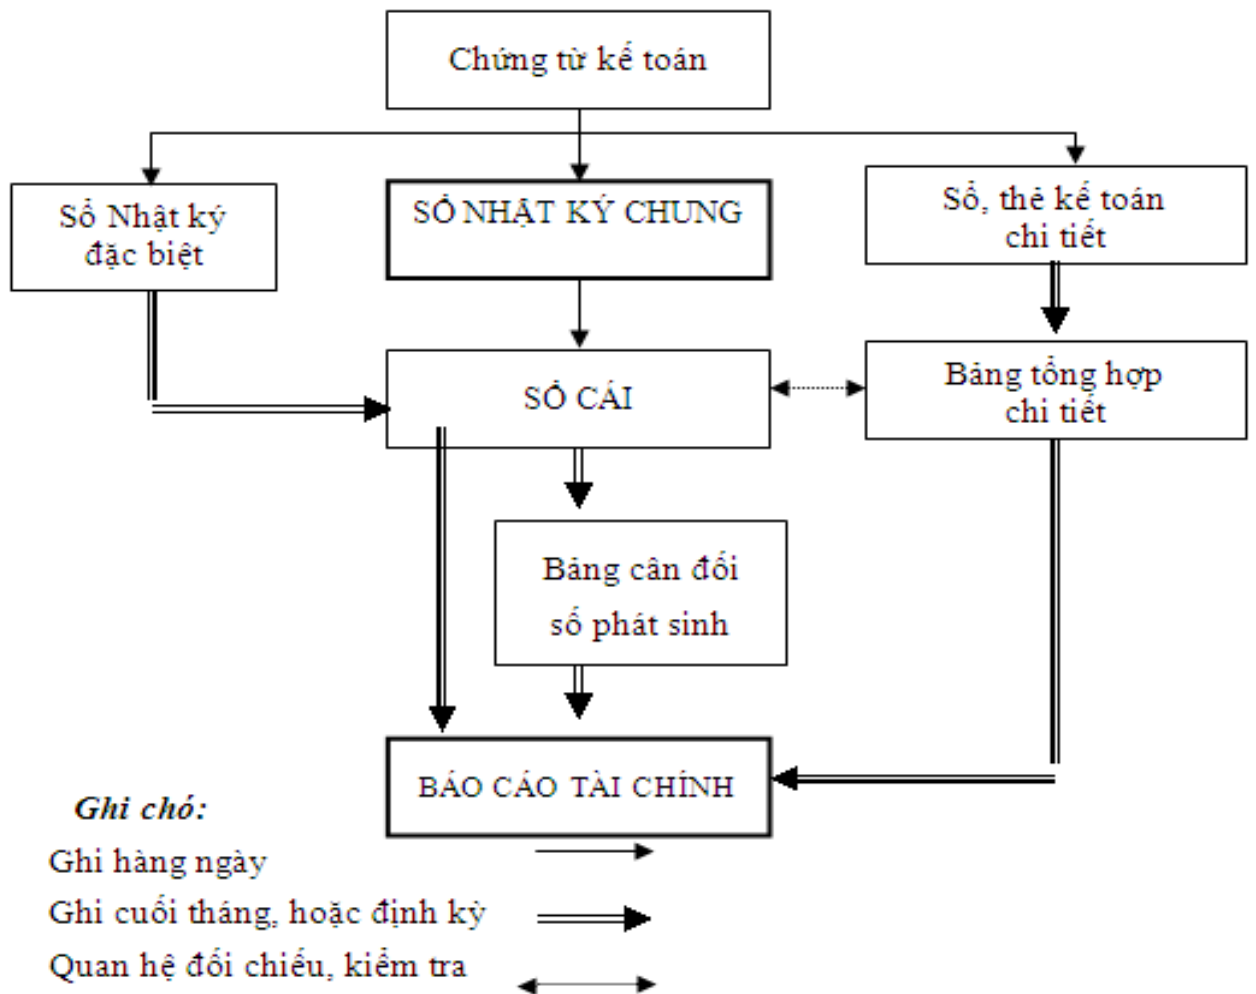 Chứng từ kế toán
Sổ Nhật ký
đặc biệt
SỔ NHẬT KÝ CHUNG
Sổ, thẻ kế toán
chi tiết
SỔ CÁI
Bảng tổng hợp
chi tiết
Bảng cân đối
số phát sinh
BÁO CÁO TÀI CHÍNH
Ghi chó:
Ghi hàng ngày
Ghi cuối tháng, hoặc định kỳ
Quan hệ đối chiếu, kiểm tra